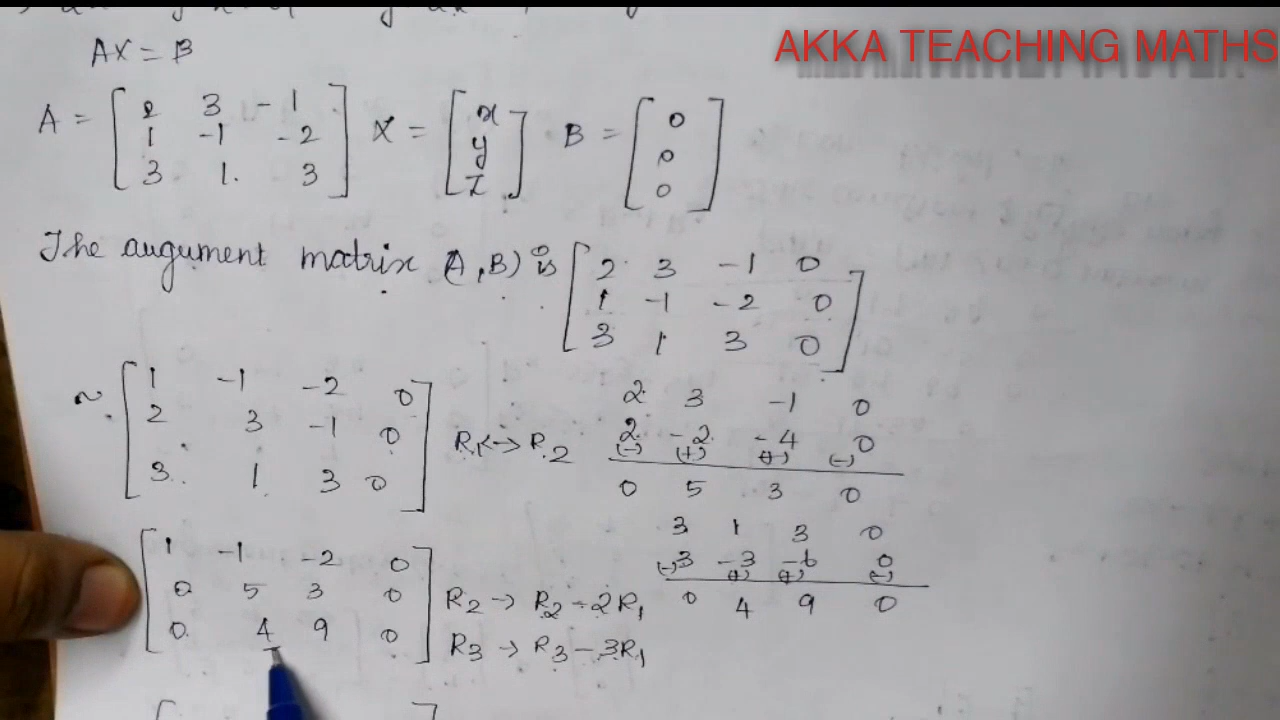 AKKA TEACHING MATHS
AX = B
A = [ 2 3 -1 X = [ x B = [ 0
1 -1 -2 ] y ] 0 ]
3 1 3 z 0
The augument matrix (A, B) is [ 2 3 -1 0
1 -1 -2 0 ]
3 1 3 0
~ [ 1 -1 -2 0
2 3 -1 0 ] R1 <-> R2
3 1 3 0
2 3 -1 0
2 -2 -4 0
(-) (+) (+) (-)
0 5 3 0
3 1 3 0
3 -3 -6 0
(-) (+) (+) (-)
0 4 9 0
[ 1 -1 -2 0
0 5 3 0 ] R2 -> R2 - 2R1
0 4 9 0 R3 -> R3 - 3R1